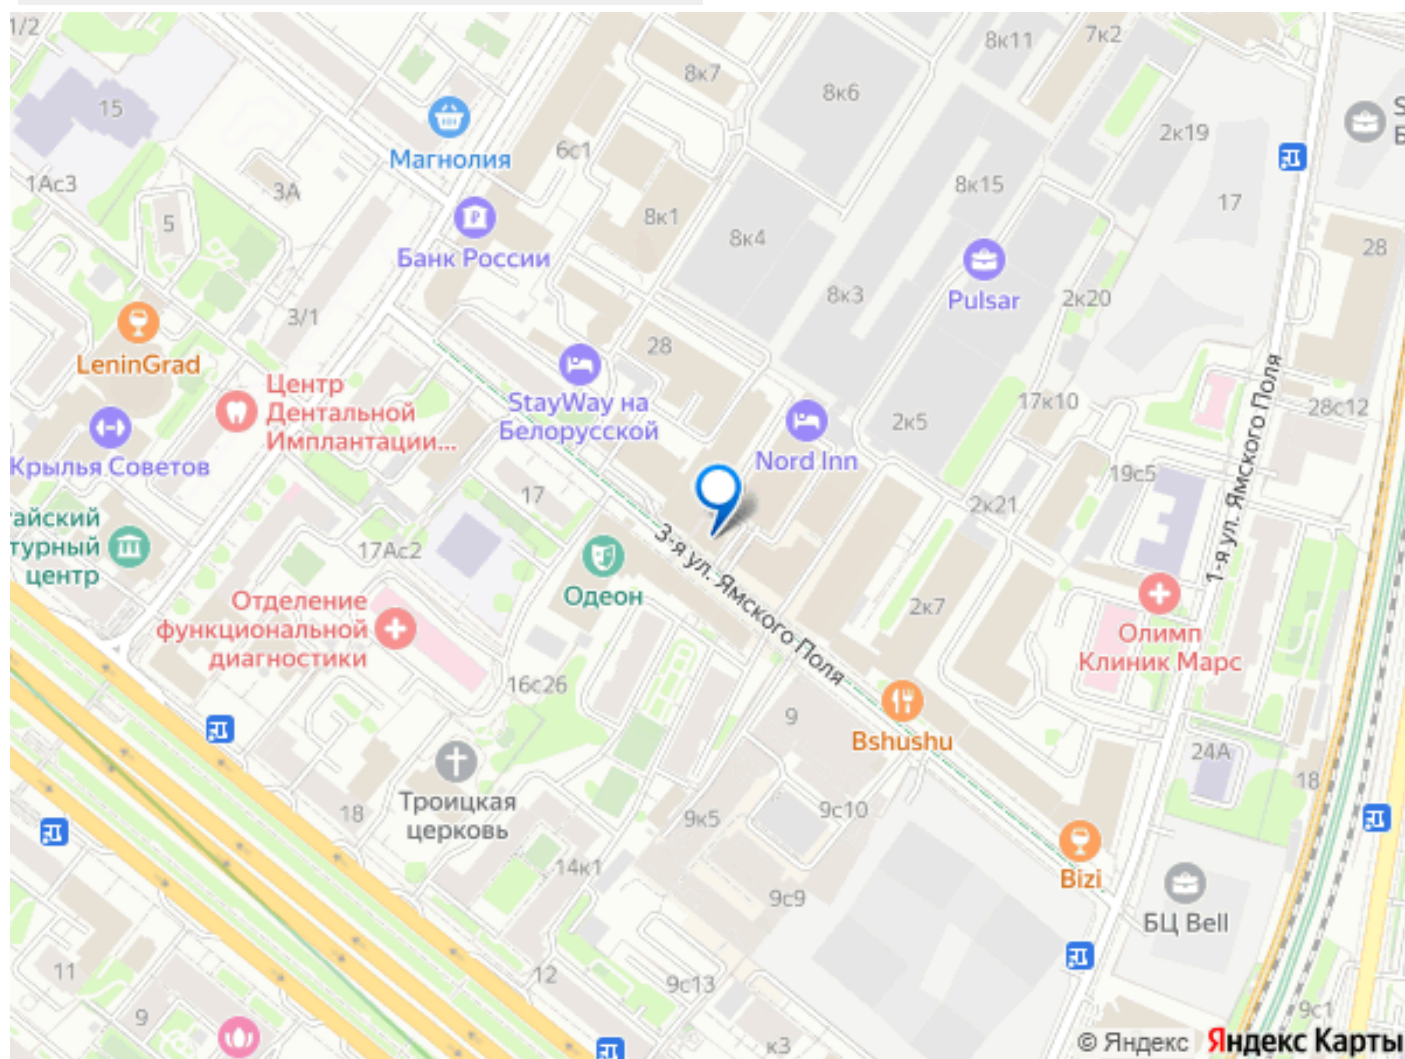 1/2
8к11
7к2
8к7
8к6
15
S
Б
2к19
Магнолия
6с1
1Ас3
3А
8к15
17
5
8к1
8к4
28
Банк России
8к3
Pulsar
2к20
3/1
28
LeninGrad
Центр
Дентальной
Имплантации...
StayWay на
Белорусской
17к10
28с12
2к5
Крылья Советов
Nord Inn
1-я ул. Ямского Поля
19с5
17
2к21
тайский
турный
центр
17Ас2
3-я ул. Ямского Поля
Одеон
Отделение
функциональной
диагностики
2к7
Олимп
Клиник Марс
16с26
9
Bshushu
24А
18
Троицкая
церковь
18
9к5
9с10
14к1
Bizi
9с9
БЦ Bell
11
12
9с13
9
9с1
к3
© Яндекс Яндекс Карты